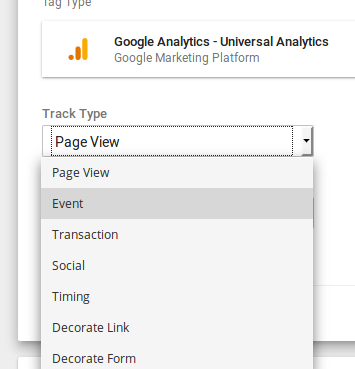 Tag Type
Google Analytics - Universal Analytics
Google Marketing Platform
Track Type
Page View
Page View
Event
Transaction
Social
Timing
Decorate Link
Decorate Form